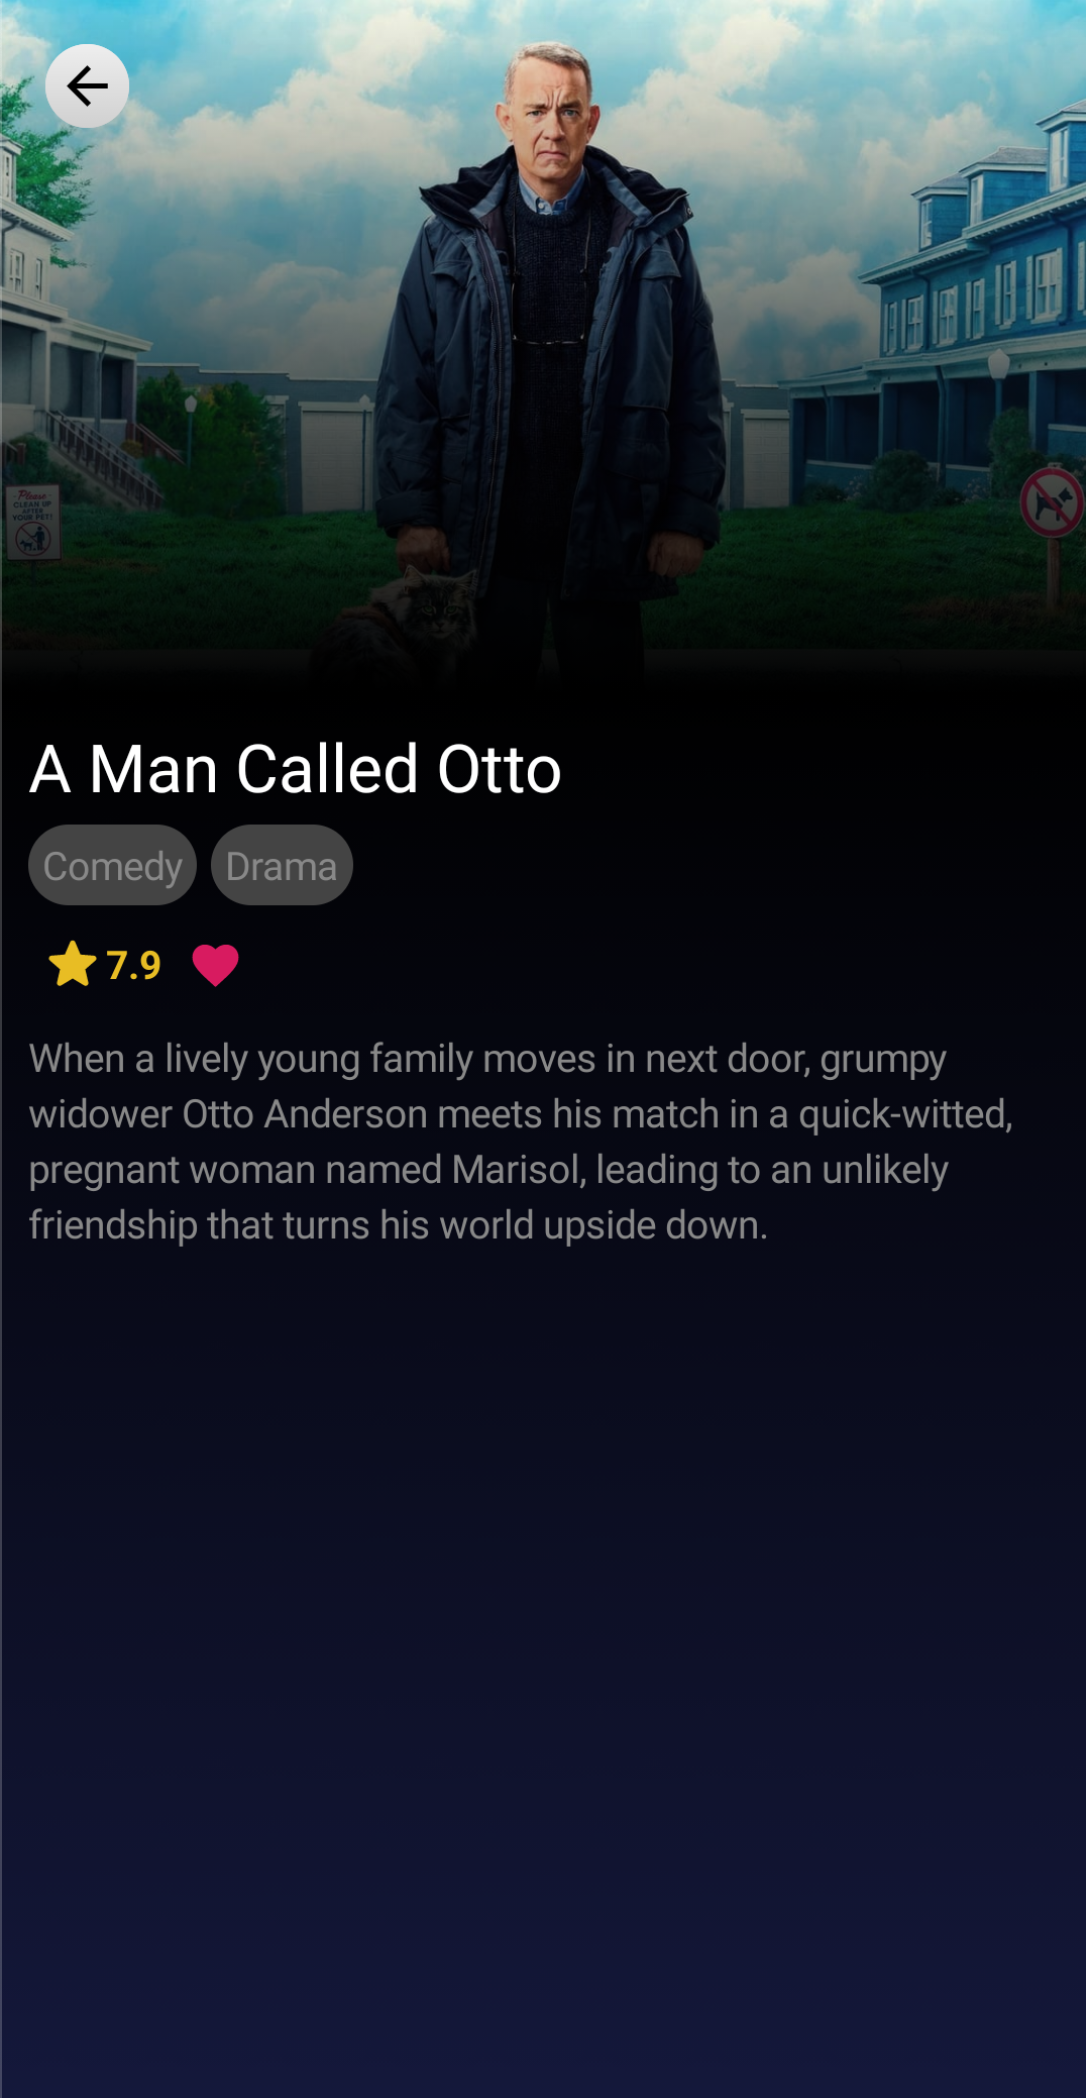 -Please-
CLEAN UP
AFTER
YOUR PET!
A Man Called Otto
Comedy Drama
7.9
When a lively young family moves in next door, grumpy
widower Otto Anderson meets his match in a quick-witted,
pregnant woman named Marisol, leading to an unlikely
friendship that turns his world upside down.